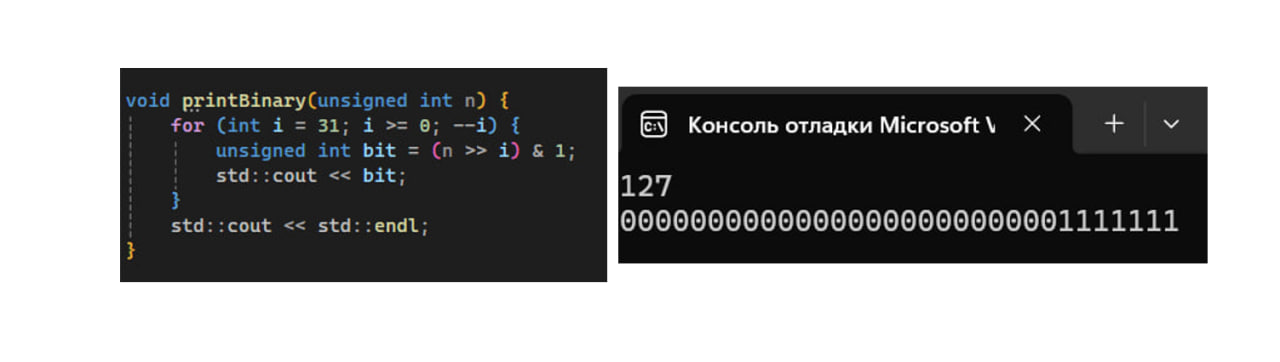 void printBinary(unsigned int n) {
for (int i = 31; i >= 0; --i) {
unsigned int bit = (n >> i) & 1;
std::cout << bit;
}
std::cout << std::endl;
}
C:\
Консоль отладки Microsoft V
127
00000000000000000000000001111111